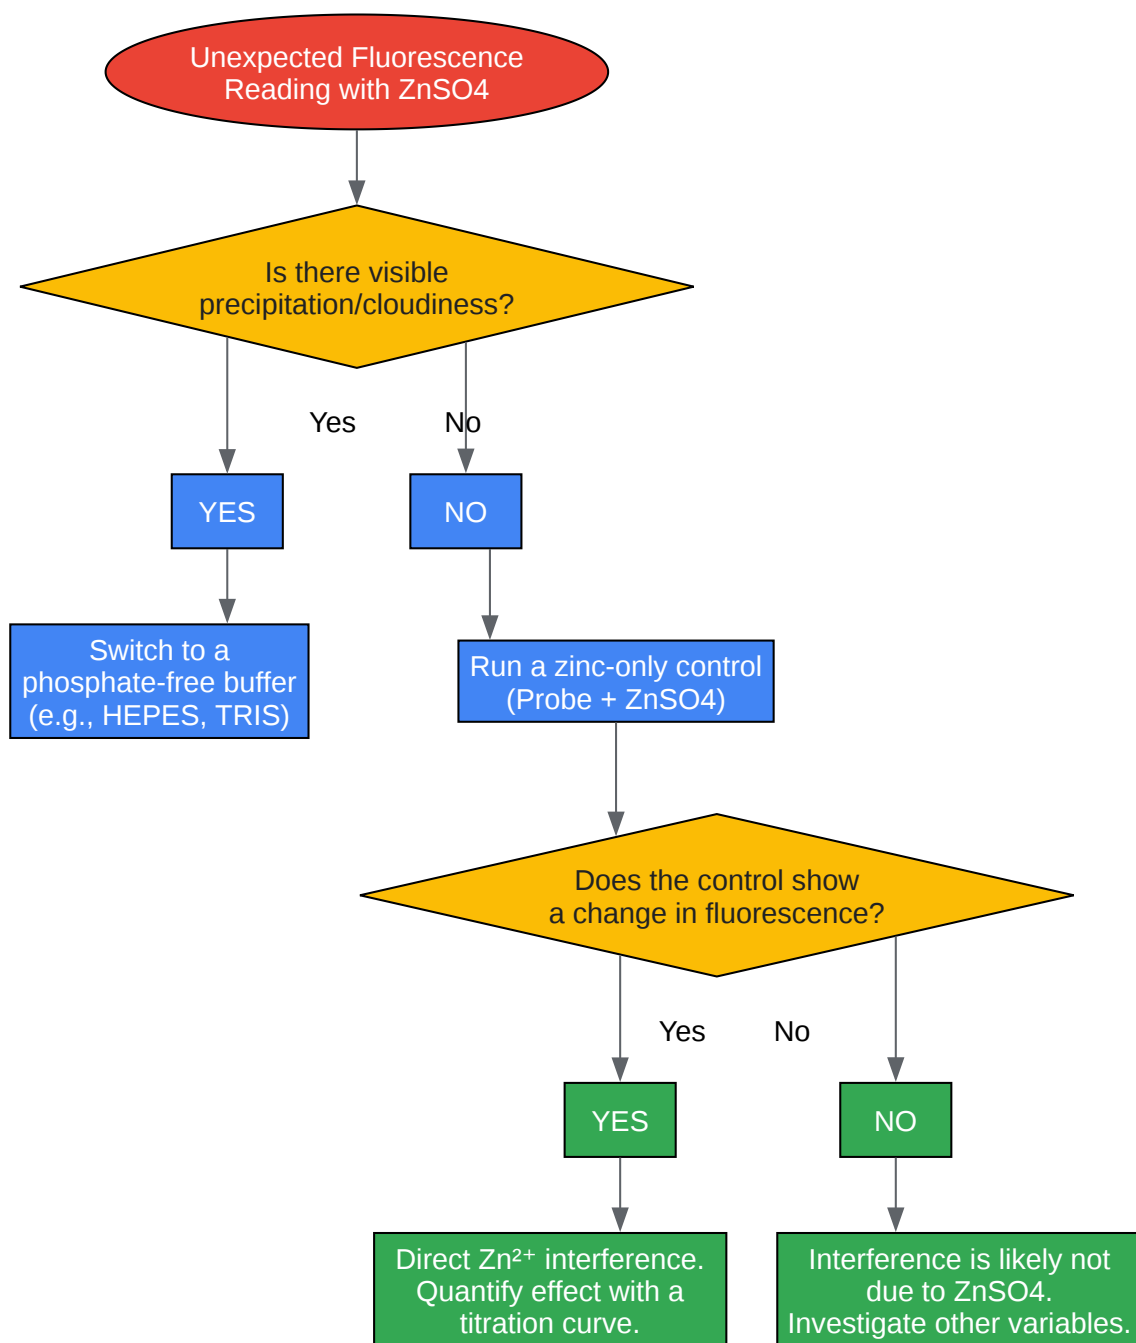 Unexpected Fluorescence
Reading with ZnSO4
Is there visible
precipitation/cloudiness?
Yes
No
YES
NO
Switch to a
phosphate-free buffer
(e.g., HEPES, TRIS)
Run a zinc-only control
(Probe + ZnSO4)
Does the control show
a change in fluorescence?
Yes
No
YES
NO
Direct Zn²⁺ interference.
Quantify effect with a
titration curve.
Interference is likely not
due to ZnSO4.
Investigate other variables.